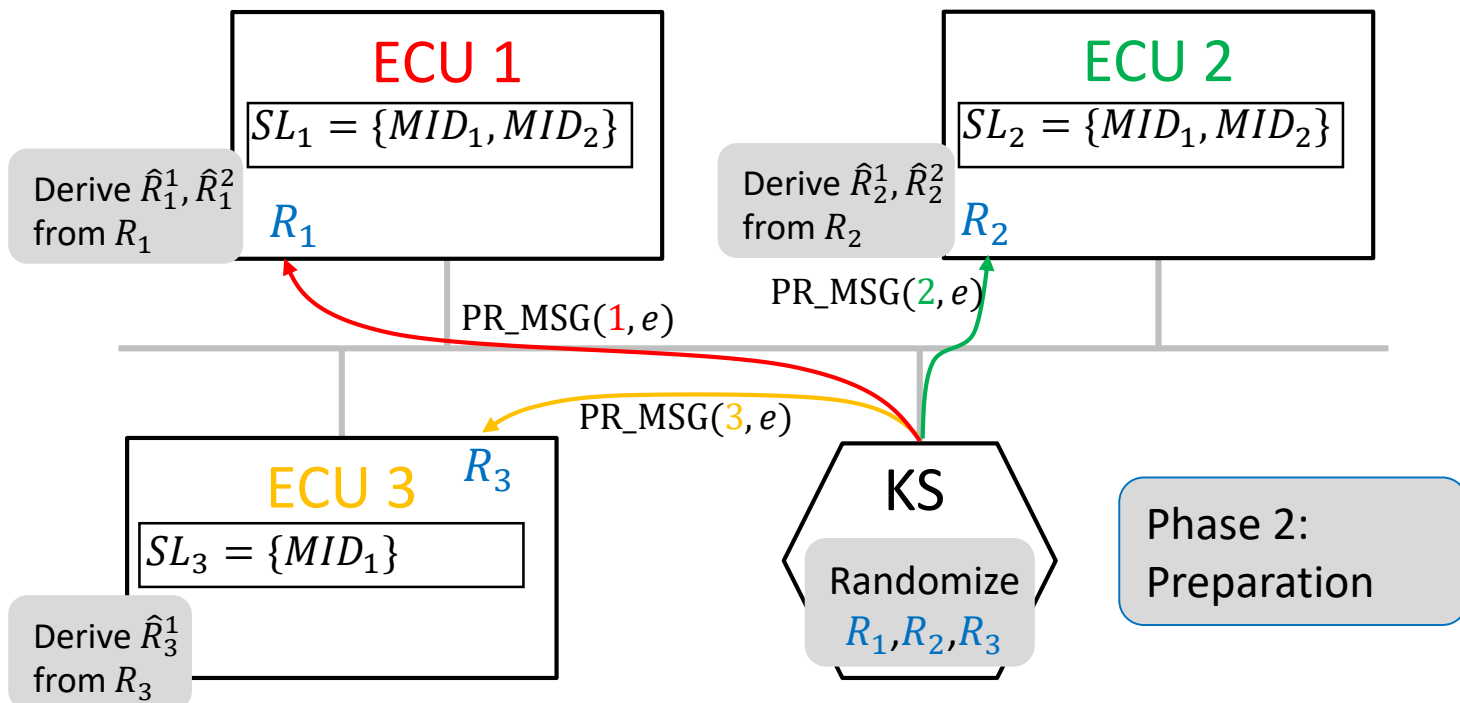 ECU 1
SL₁ = {MID₁, MID₂}
Derive R̂₁¹, R̂₁²
from R₁
R₁
ECU 2
SL₂ = {MID₁, MID₂}
Derive R̂₂¹, R̂₂²
from R₂
R₂
PR_MSG(1, e)
PR_MSG(2, e)
PR_MSG(3, e)
ECU 3
R₃
SL₃ = {MID₁}
Derive R̂₃¹
from R₃
KS
Randomize
R₁,R₂,R₃
Phase 2:
Preparation